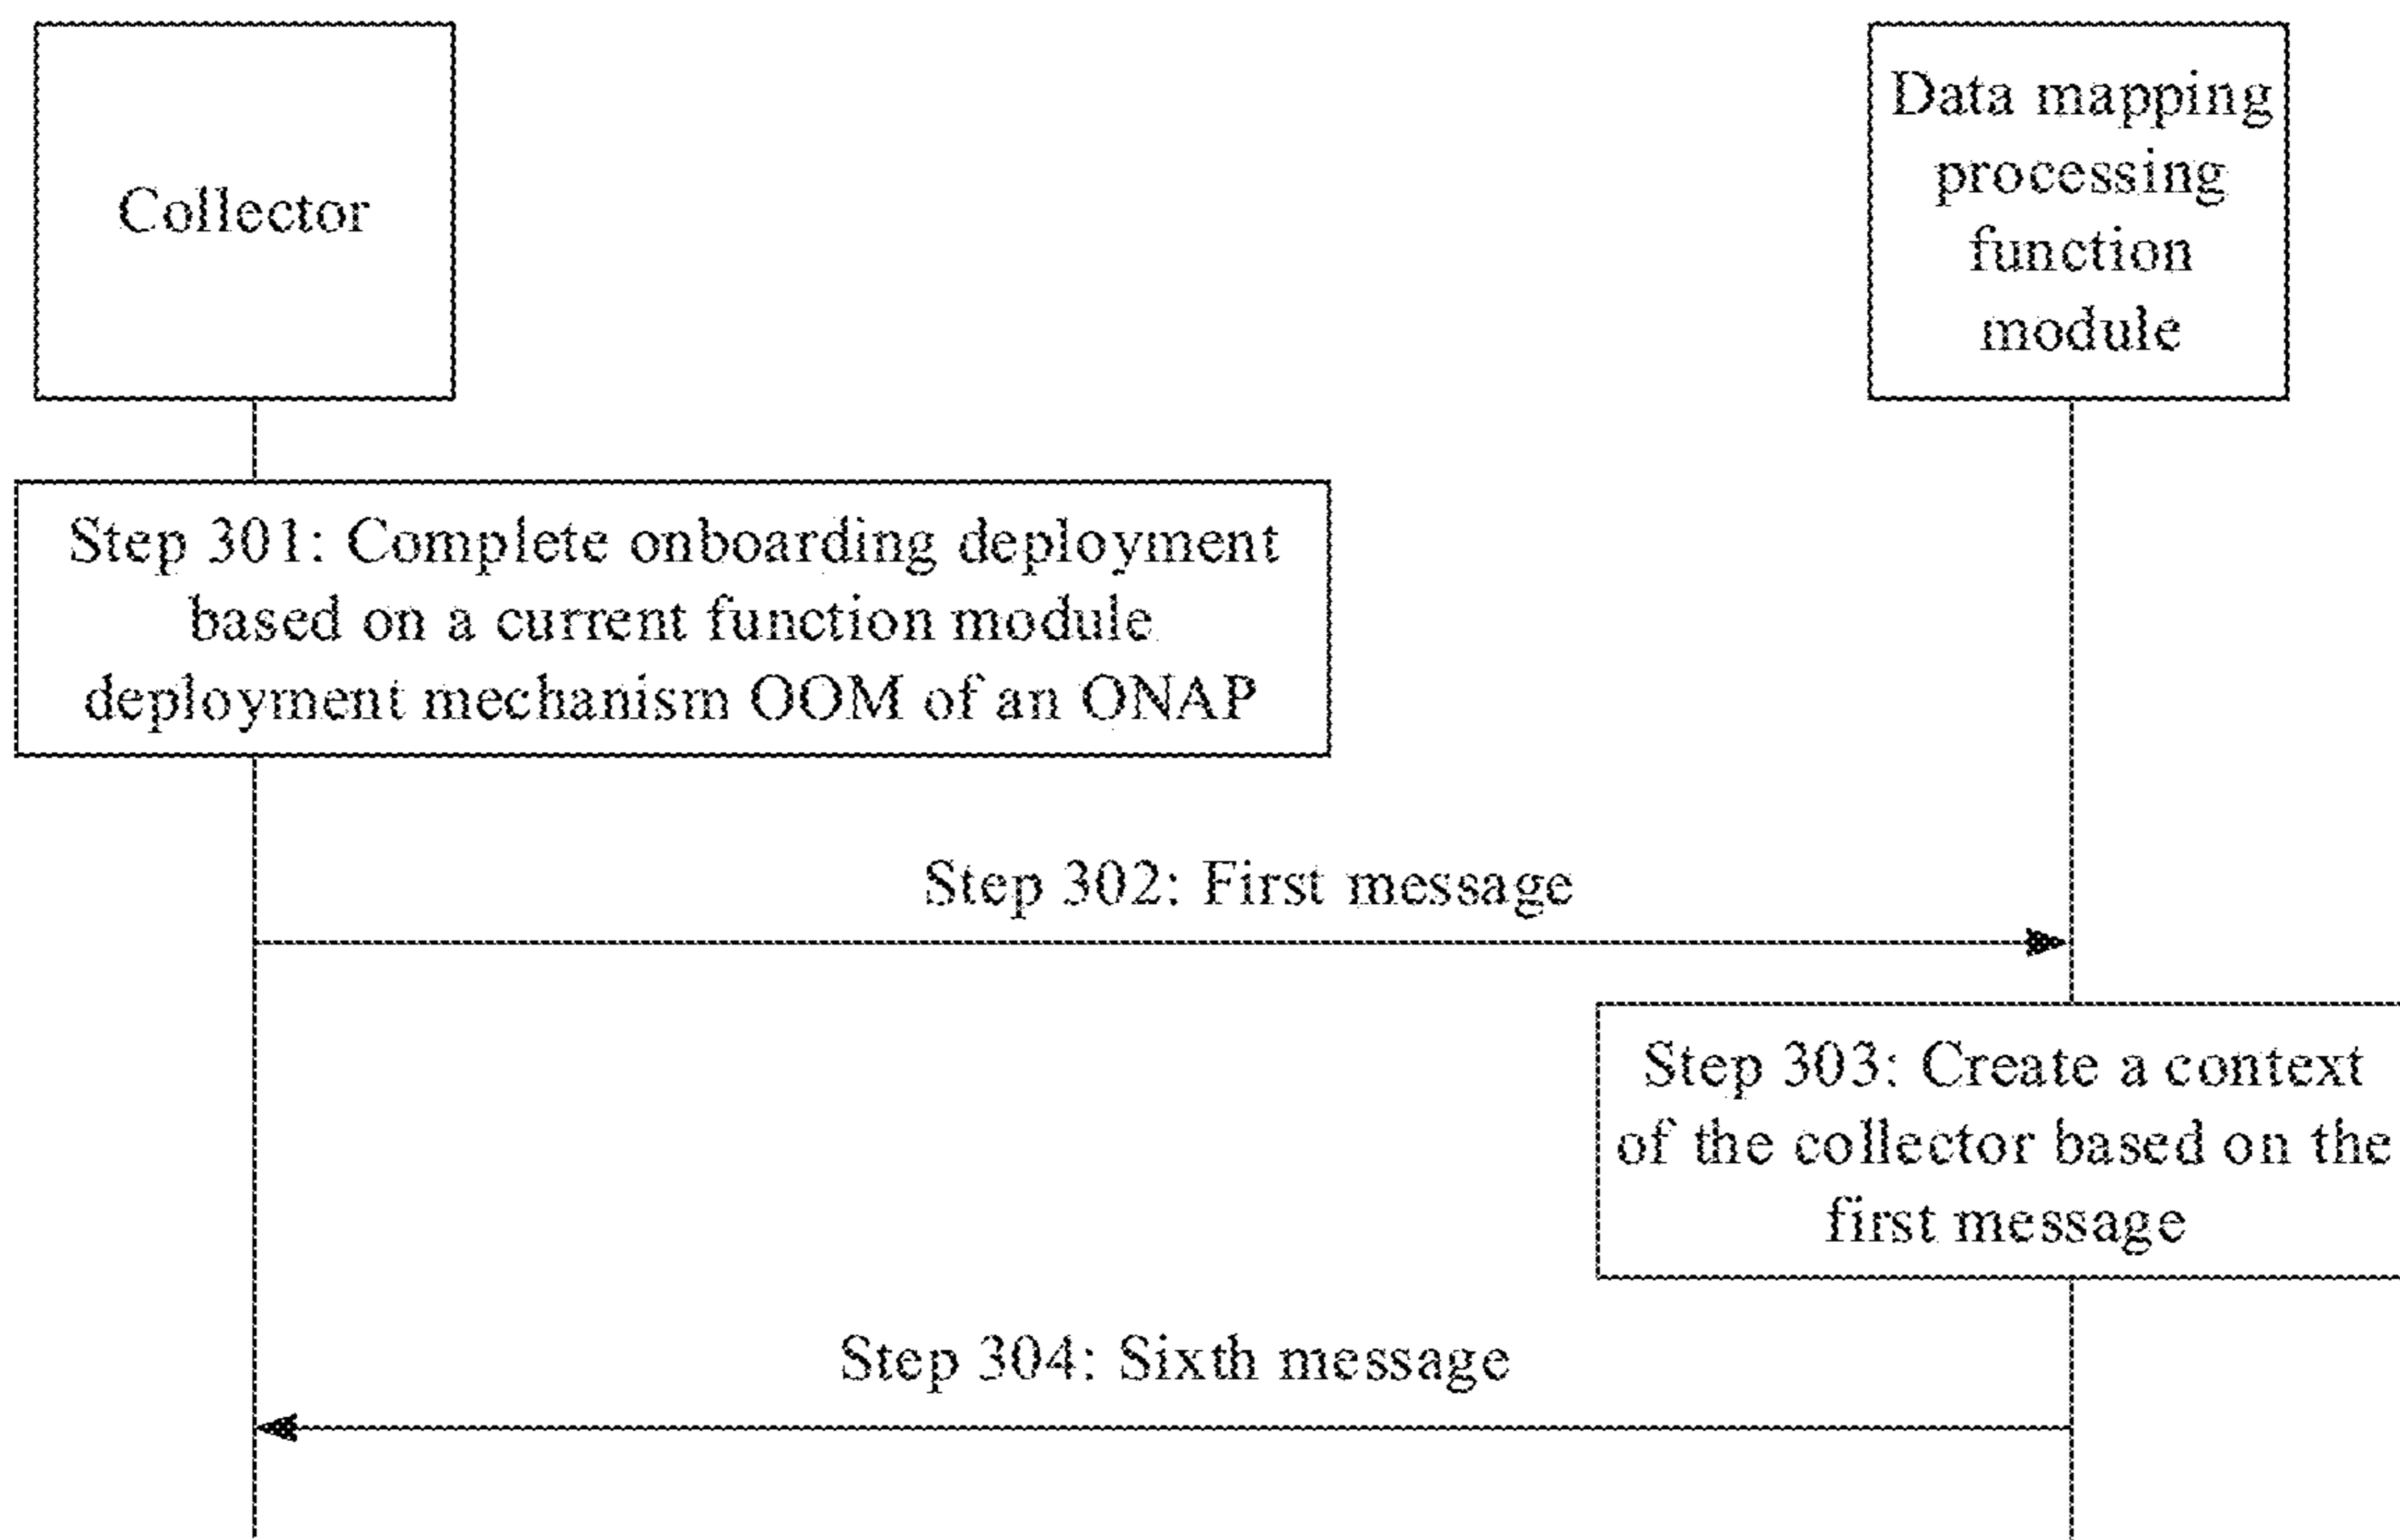 Collector
Data mapping
processing
function
module
Step 301: Complete onboarding deployment
based on a current function module
deployment mechanism OOM of an ONAP
Step 302: First message
Step 303: Create a context
of the collector based on the
first message
Step 304: Sixth message